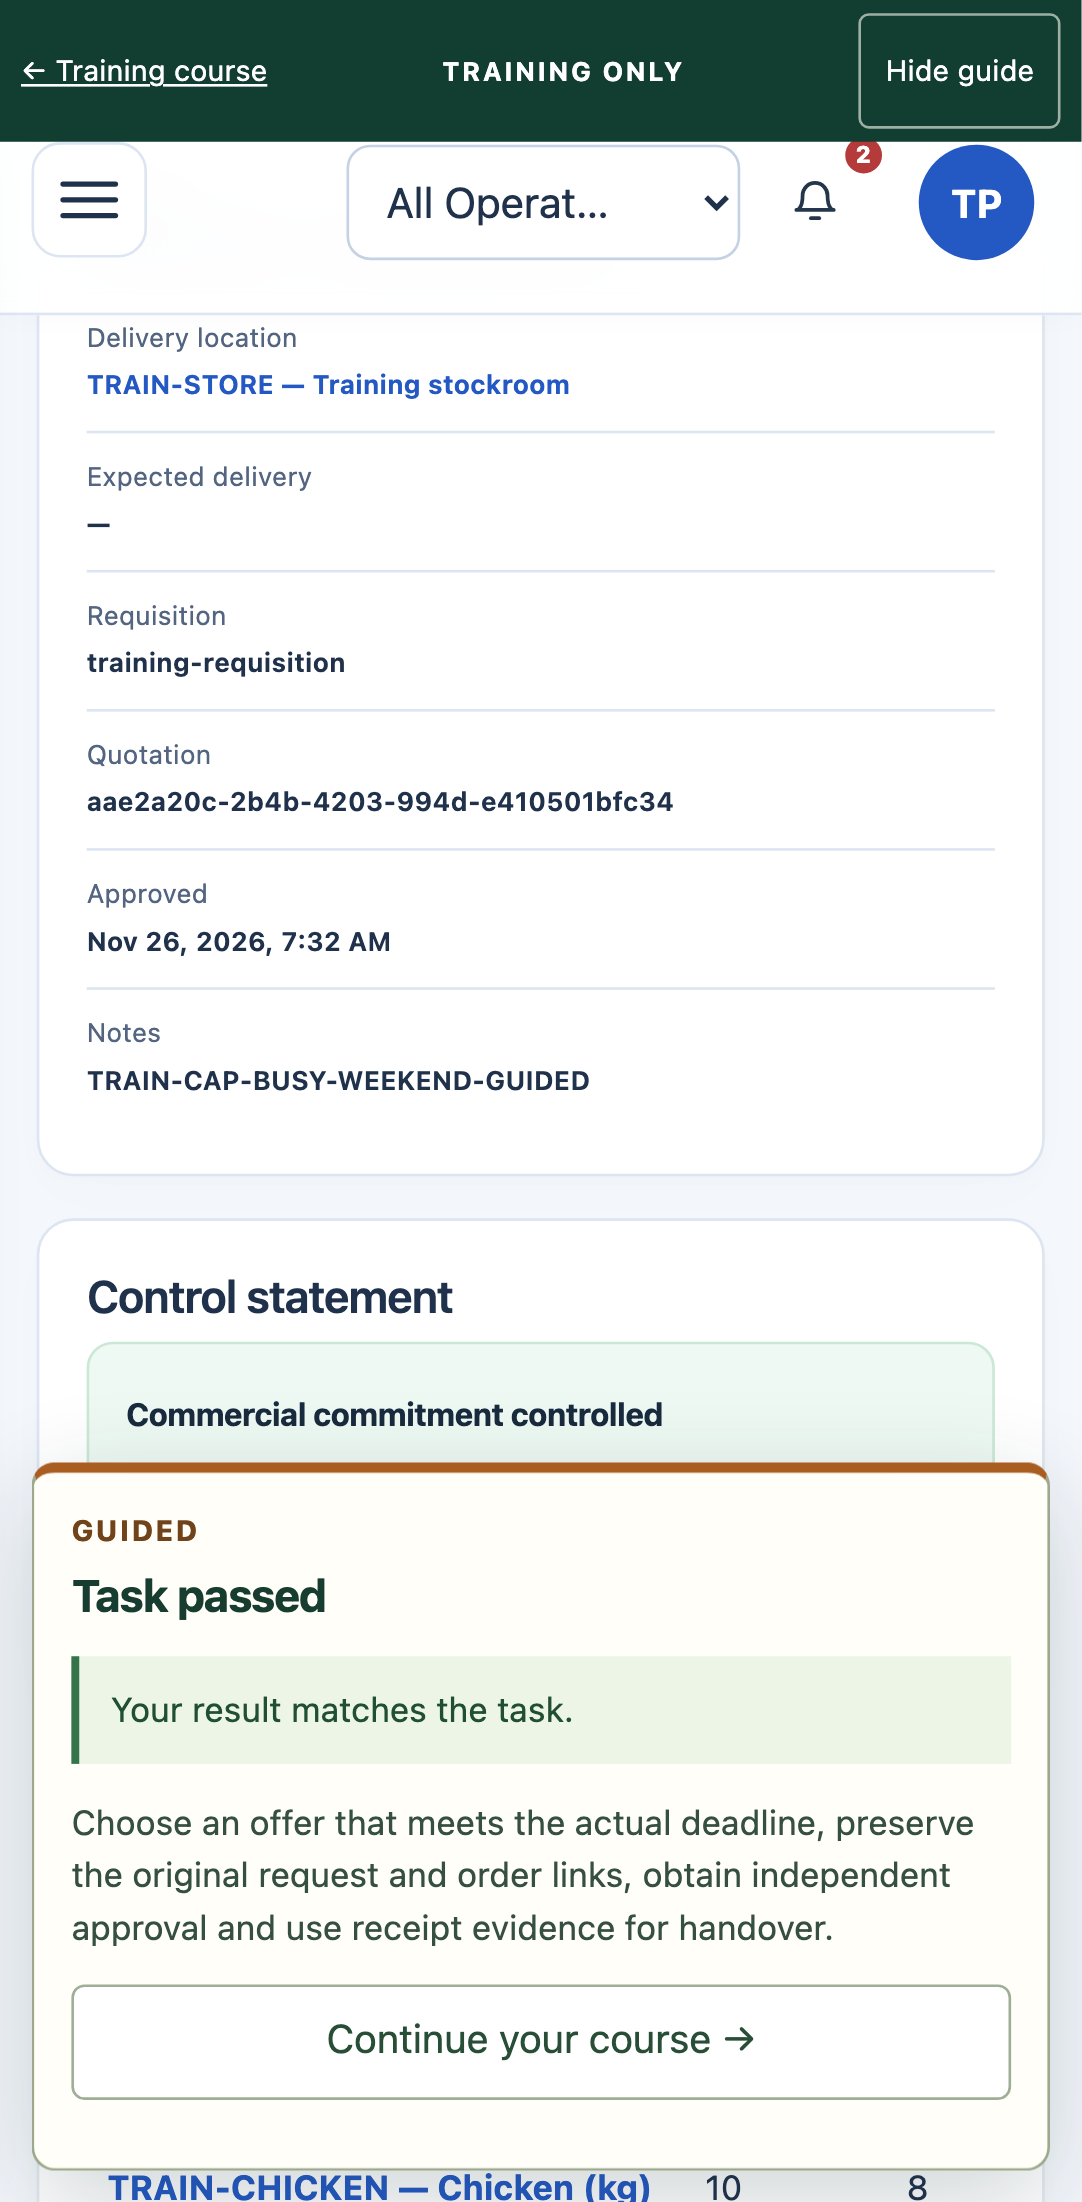 ← Training course
TRAINING ONLY
Hide guide
All Operat...
2
TP
Delivery location
TRAIN-STORE — Training stockroom
Expected delivery
—
Requisition
training-requisition
Quotation
aae2a20c-2b4b-4203-994d-e410501bfc34
Approved
Nov 26, 2026, 7:32 AM
Notes
TRAIN-CAP-BUSY-WEEKEND-GUIDED
Control statement
Commercial commitment controlled
GUIDED
Task passed
Your result matches the task.
Choose an offer that meets the actual deadline, preserve
the original request and order links, obtain independent
approval and use receipt evidence for handover.
Continue your course →
TRAIN-CHICKEN — Chicken (kg) 10 8